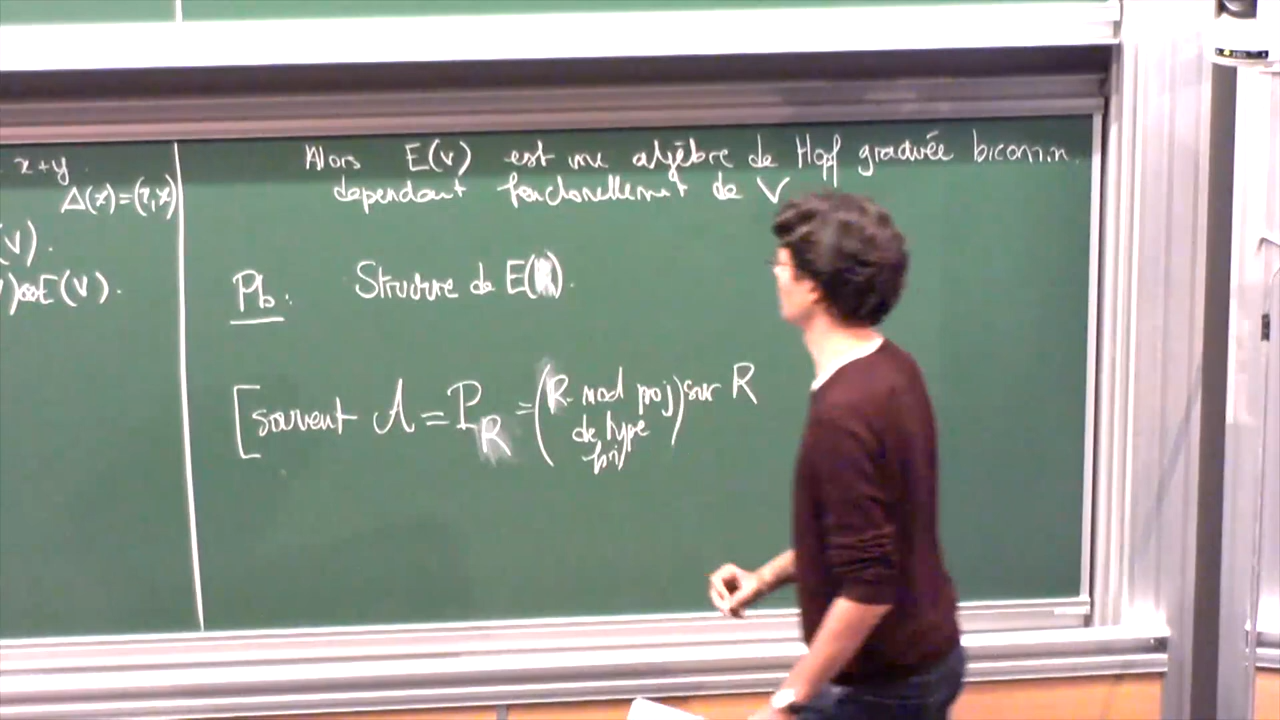 x+y.
Δ(x)=(x,x)
(V).
)⊗E(V).
Alors E(V) est une algèbre de Hopf graduée bicomm.
dependant fonctorellement de V
Pb: Structure de E(R).
[souvent A = P_R = (R-mod proj de type fini) sur R